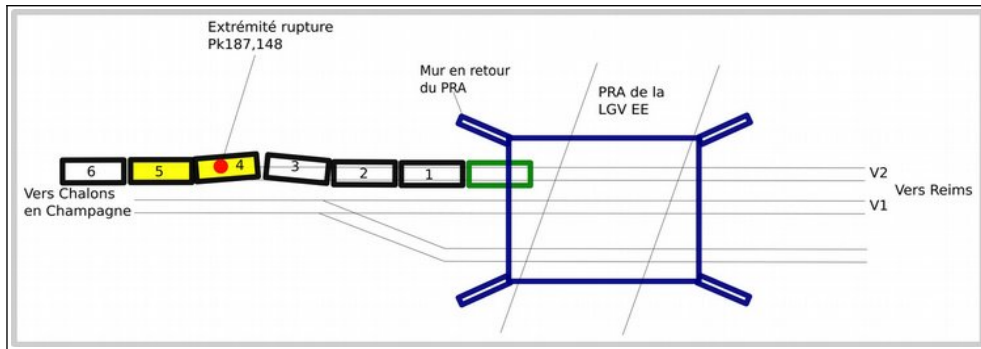 Extrémité rupture
Pk187,148
Mur en retour
du PRA
PRA de la
LGV EE
6
5
4
3
2
1
V2
Vers Chalons
en Champagne
Vers Reims
V1